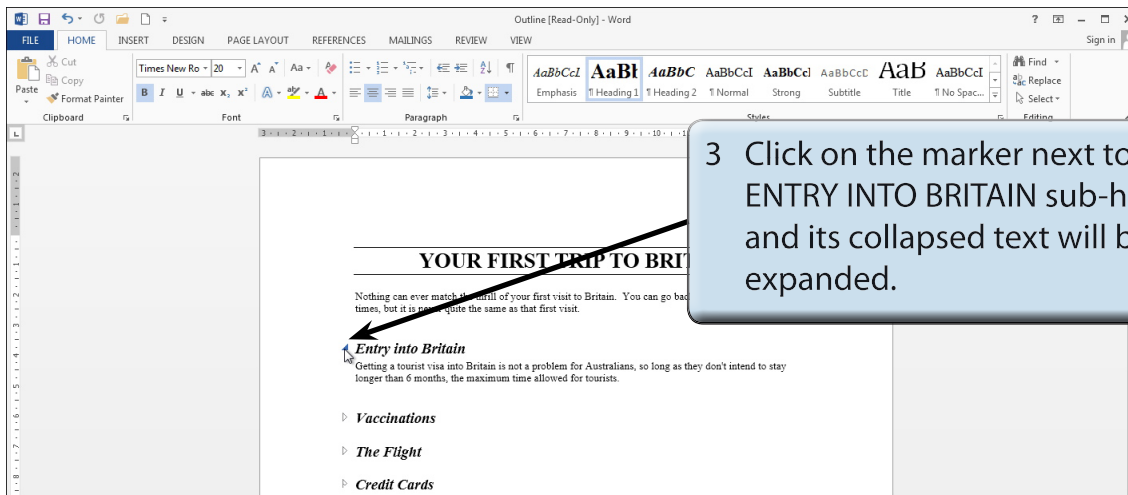 Outline [Read-Only] - Word
FILE HOME INSERT DESIGN PAGE LAYOUT REFERENCES MAILINGS REVIEW VIEW Sign in
Cut
Copy
Format Painter
Paste
Times New Ro 20
Clipboard Font Paragraph Styles Editing
AaBbCcI AaBb AaBbC AaBbCcI AaBbCcl AaBbCcC AaB AaBbCcI
Emphasis ¶ Heading 1 ¶ Heading 2 ¶ Normal Strong Subtitle Title ¶ No Spac...
Find
Replace
Select
3 Click on the marker next to
ENTRY INTO BRITAIN sub-h
and its collapsed text will b
expanded.
YOUR FIRST TRIP TO BRIT
Nothing can ever match the thrill of your first visit to Britain. You can go bac
times, but it is never quite the same as that first visit.
Entry into Britain
Getting a tourist visa into Britain is not a problem for Australians, so long as they don't intend to stay
longer than 6 months, the maximum time allowed for tourists.
Vaccinations
The Flight
Credit Cards